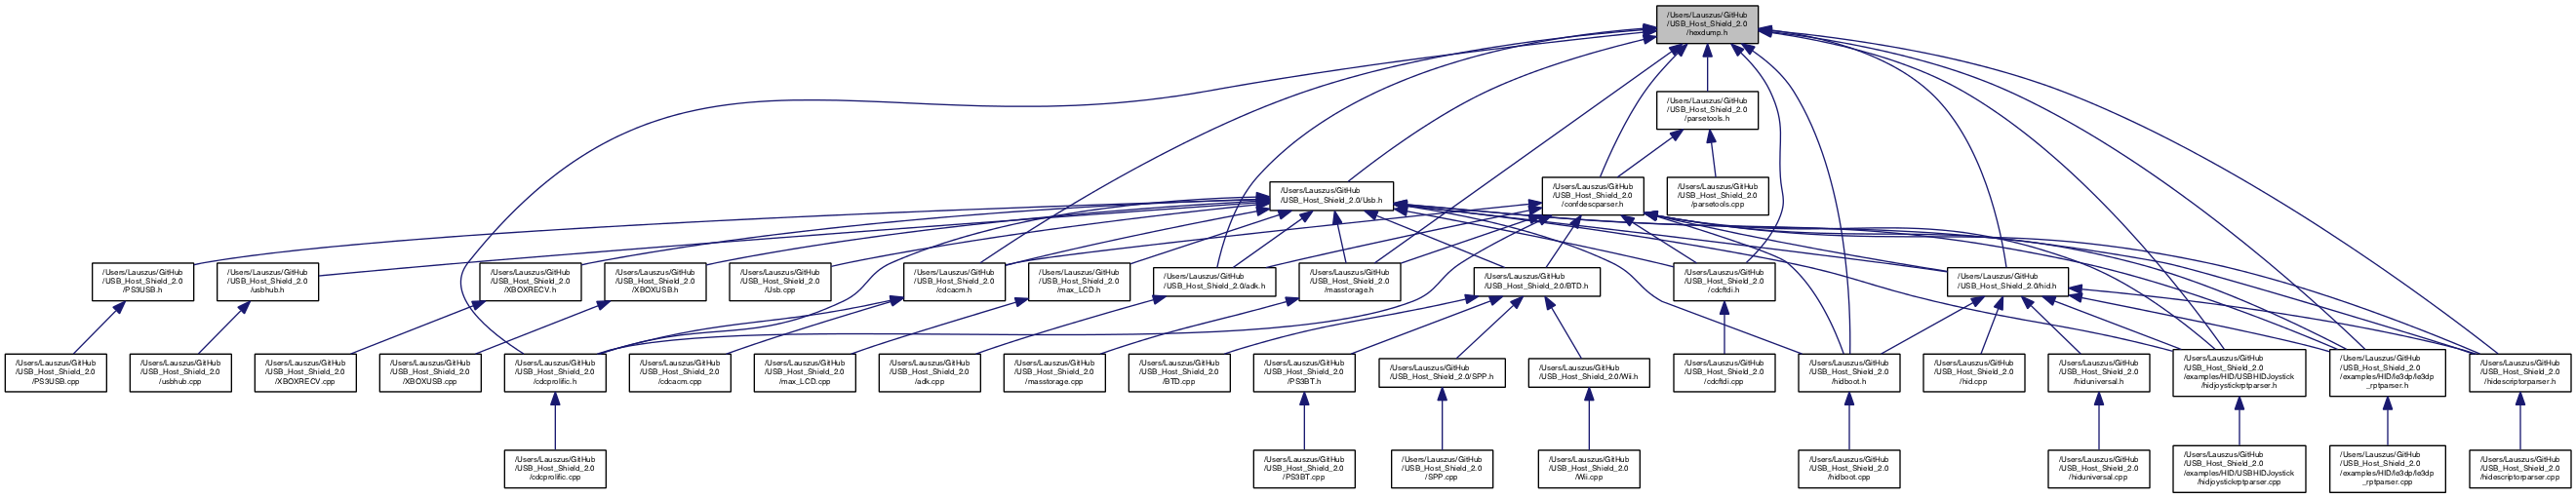 /Users/Lauszus/GitHub
/USB_Host_Shield_2.0
/hexdump.h
/Users/Lauszus/GitHub
/USB_Host_Shield_2.0
/parsetools.h
/Users/Lauszus/GitHub
/USB_Host_Shield_2.0/Usb.h
/Users/Lauszus/GitHub
/USB_Host_Shield_2.0
/confdescparser.h
/Users/Lauszus/GitHub
/USB_Host_Shield_2.0
/parsetools.cpp
/Users/Lauszus/GitHub
/USB_Host_Shield_2.0
/PS3USB.h
/Users/Lauszus/GitHub
/USB_Host_Shield_2.0
/usbhub.h
/Users/Lauszus/GitHub
/USB_Host_Shield_2.0
/XBOXRECV.h
/Users/Lauszus/GitHub
/USB_Host_Shield_2.0
/XBOXUSB.h
/Users/Lauszus/GitHub
/USB_Host_Shield_2.0
/Usb.cpp
/Users/Lauszus/GitHub
/USB_Host_Shield_2.0
/cdcacm.h
/Users/Lauszus/GitHub
/USB_Host_Shield_2.0
/max_LCD.h
/Users/Lauszus/GitHub
/USB_Host_Shield_2.0/adk.h
/Users/Lauszus/GitHub
/USB_Host_Shield_2.0
/masstorage.h
/Users/Lauszus/GitHub
/USB_Host_Shield_2.0/BTD.h
/Users/Lauszus/GitHub
/USB_Host_Shield_2.0
/cdcftdi.h
/Users/Lauszus/GitHub
/USB_Host_Shield_2.0/hid.h
/Users/Lauszus/GitHub
/USB_Host_Shield_2.0
/PS3USB.cpp
/Users/Lauszus/GitHub
/USB_Host_Shield_2.0
/usbhub.cpp
/Users/Lauszus/GitHub
/USB_Host_Shield_2.0
/XBOXRECV.cpp
/Users/Lauszus/GitHub
/USB_Host_Shield_2.0
/XBOXUSB.cpp
/Users/Lauszus/GitHub
/USB_Host_Shield_2.0
/cdcprolific.h
/Users/Lauszus/GitHub
/USB_Host_Shield_2.0
/cdcacm.cpp
/Users/Lauszus/GitHub
/USB_Host_Shield_2.0
/max_LCD.cpp
/Users/Lauszus/GitHub
/USB_Host_Shield_2.0
/adk.cpp
/Users/Lauszus/GitHub
/USB_Host_Shield_2.0
/masstorage.cpp
/Users/Lauszus/GitHub
/USB_Host_Shield_2.0
/BTD.cpp
/Users/Lauszus/GitHub
/USB_Host_Shield_2.0
/PS3BT.h
/Users/Lauszus/GitHub
/USB_Host_Shield_2.0/SPP.h
/Users/Lauszus/GitHub
/USB_Host_Shield_2.0/Wii.h
/Users/Lauszus/GitHub
/USB_Host_Shield_2.0
/cdcftdi.cpp
/Users/Lauszus/GitHub
/USB_Host_Shield_2.0
/hidboot.h
/Users/Lauszus/GitHub
/USB_Host_Shield_2.0
/hid.cpp
/Users/Lauszus/GitHub
/USB_Host_Shield_2.0
/hiduniversal.h
/Users/Lauszus/GitHub
/USB_Host_Shield_2.0
/examples/HID/USBHIDJoystick
/hidjoystickrptparser.h
/Users/Lauszus/GitHub
/USB_Host_Shield_2.0
/examples/HID/le3dp/le3dp
_rptparser.h
/Users/Lauszus/GitHub
/USB_Host_Shield_2.0
/hidescriptorparser.h
/Users/Lauszus/GitHub
/USB_Host_Shield_2.0
/cdcprolific.cpp
/Users/Lauszus/GitHub
/USB_Host_Shield_2.0
/PS3BT.cpp
/Users/Lauszus/GitHub
/USB_Host_Shield_2.0
/SPP.cpp
/Users/Lauszus/GitHub
/USB_Host_Shield_2.0
/Wii.cpp
/Users/Lauszus/GitHub
/USB_Host_Shield_2.0
/hidboot.cpp
/Users/Lauszus/GitHub
/USB_Host_Shield_2.0
/hiduniversal.cpp
/Users/Lauszus/GitHub
/USB_Host_Shield_2.0
/examples/HID/USBHIDJoystick
/hidjoystickrptparser.cpp
/Users/Lauszus/GitHub
/USB_Host_Shield_2.0
/examples/HID/le3dp/le3dp
_rptparser.cpp
/Users/Lauszus/GitHub
/USB_Host_Shield_2.0
/hidescriptorparser.cpp